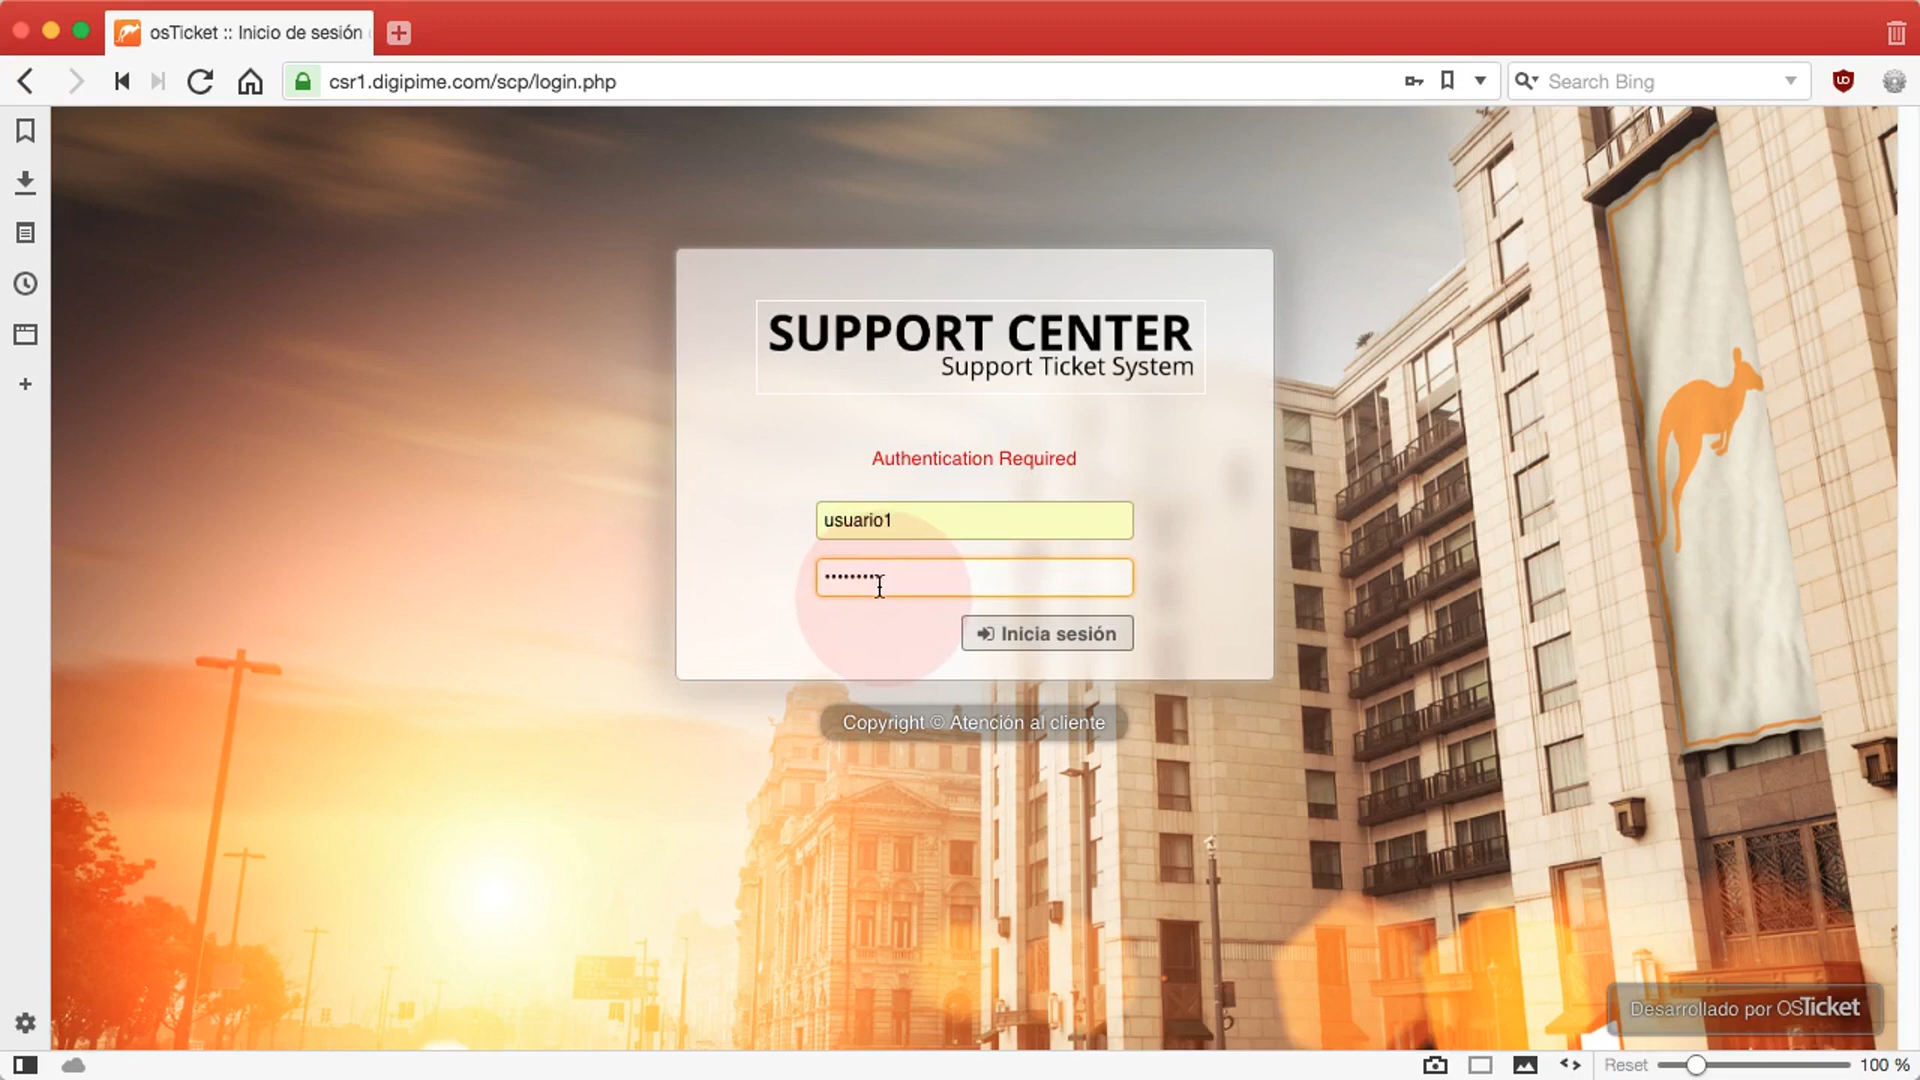 osTicket :: Inicio de sesión
csr1.digipime.com/scp/login.php
Search Bing
SUPPORT CENTER
Support Ticket System
Authentication Required
usuario1
•••••••••
Inicia sesión
Copyright © Atención al cliente
Desarrollado por OSTicket
Reset
100 %